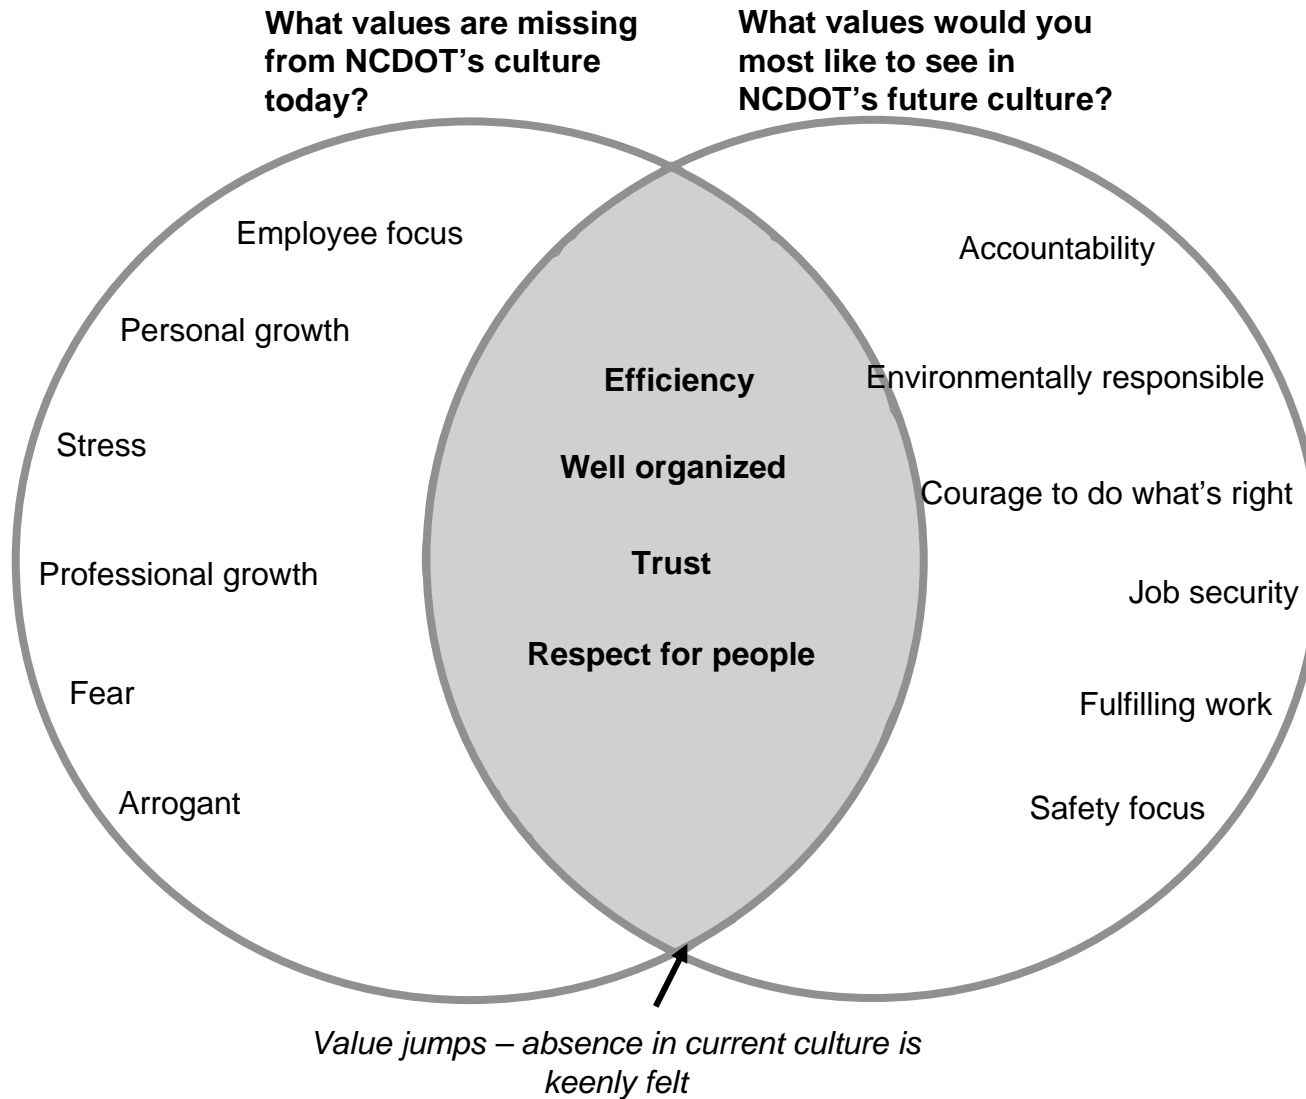 What values are missing
from NCDOT's culture
today?
What values would you
most like to see in
NCDOT's future culture?
Employee focus
Personal growth
Stress
Professional growth
Fear
Arrogant
Efficiency
Well organized
Trust
Respect for people
Accountability
Environmentally responsible
Courage to do what's right
Job security
Fulfilling work
Safety focus
Value jumps – absence in current culture is
keenly felt